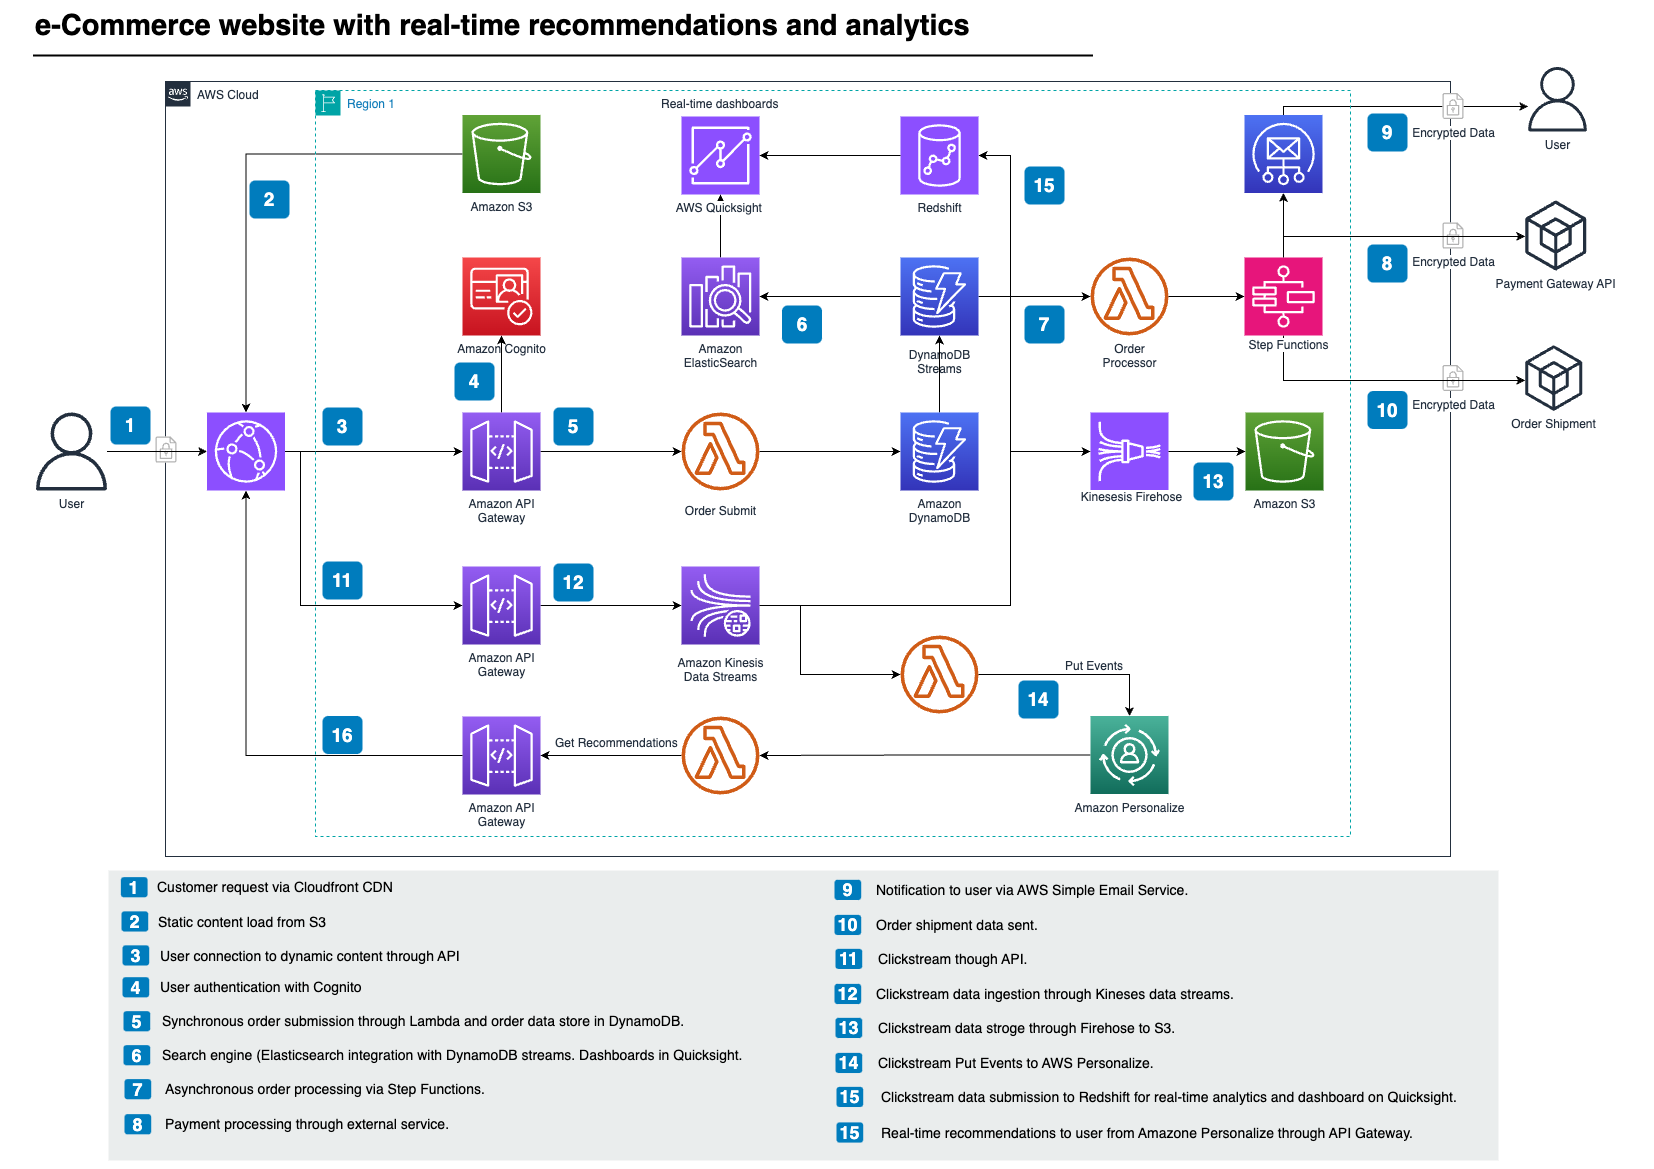 e-Commerce website with real-time recommendations and analytics
aws
AWS Cloud
Region 1
Real-time dashboards
9
Encrypted Data
User
2
Amazon S3
AWS Quicksight
Redshift
15
8
Encrypted Data
Payment Gateway API
Amazon Cognito
4
Amazon
ElasticSearch
6
DynamoDB
Streams
7
Order
Processor
Step Functions
10
Encrypted Data
Order Shipment
1
User
3
Amazon API
Gateway
5
Order Submit
Amazon
DynamoDB
Kinesesis Firehose
13
Amazon S3
11
Amazon API
Gateway
12
Amazon Kinesis
Data Streams
Put Events
14
16
Amazon API
Gateway
Get Recommendations
Amazon Personalize
1 Customer request via Cloudfront CDN
2 Static content load from S3
3 User connection to dynamic content through API
4 User authentication with Cognito
5 Synchronous order submission through Lambda and order data store in DynamoDB.
6 Search engine (Elasticsearch integration with DynamoDB streams. Dashboards in Quicksight.
7 Asynchronous order processing via Step Functions.
8 Payment processing through external service.
9 Notification to user via AWS Simple Email Service.
10 Order shipment data sent.
11 Clickstream though API.
12 Clickstream data ingestion through Kineses data streams.
13 Clickstream data stroge through Firehose to S3.
14 Clickstream Put Events to AWS Personalize.
15 Clickstream data submission to Redshift for real-time analytics and dashboard on Quicksight.
15 Real-time recommendations to user from Amazone Personalize through API Gateway.